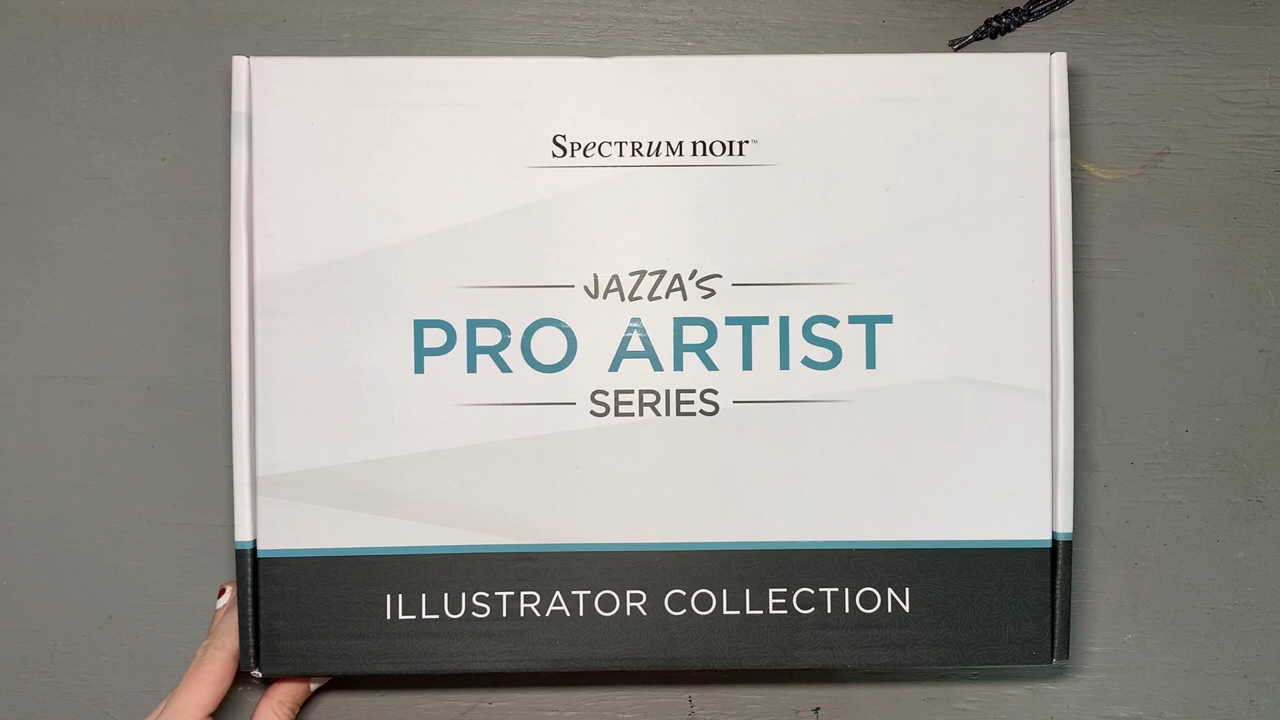 SPeCTRuM noir™
JAZZA'S
PRO ARTIST
SERIES
ILLUSTRATOR COLLECTION